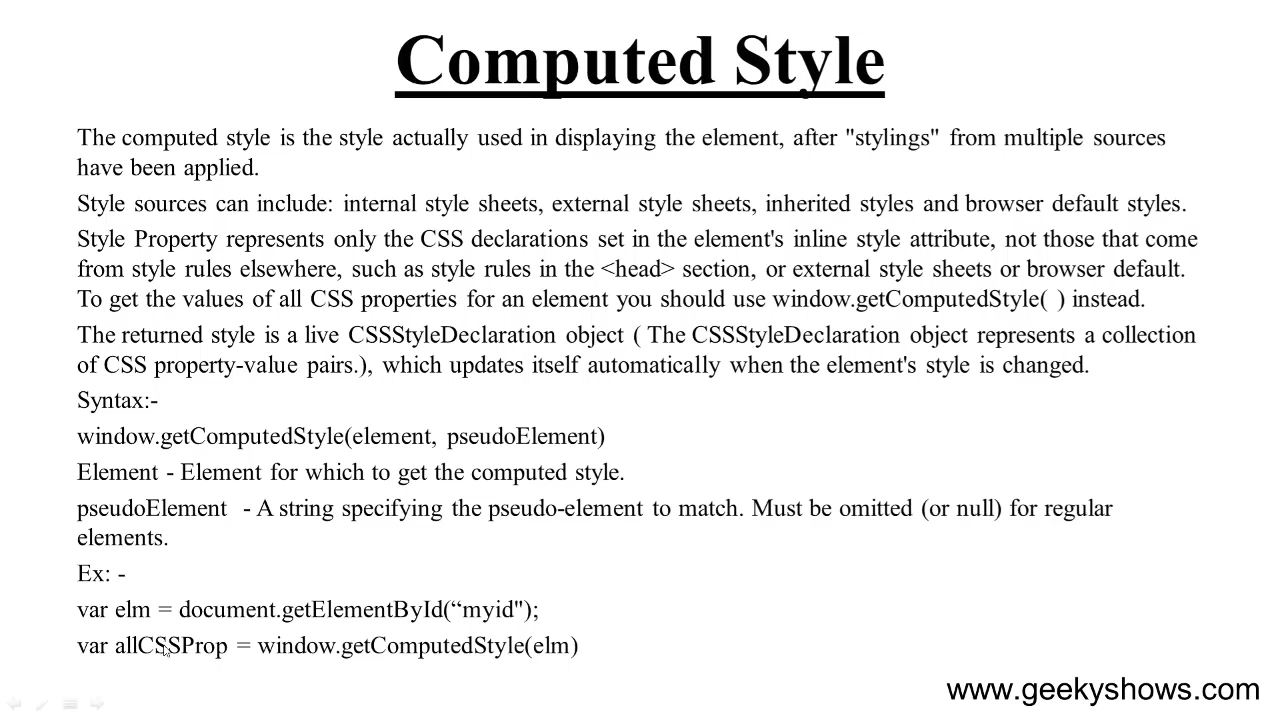 Computed Style
The computed style is the style actually used in displaying the element, after "stylings" from multiple sources
have been applied.
Style sources can include: internal style sheets, external style sheets, inherited styles and browser default styles.
Style Property represents only the CSS declarations set in the element's inline style attribute, not those that come
from style rules elsewhere, such as style rules in the <head> section, or external style sheets or browser default.
To get the values of all CSS properties for an element you should use window.getComputedStyle( ) instead.
The returned style is a live CSSStyleDeclaration object ( The CSSStyleDeclaration object represents a collection
of CSS property-value pairs.), which updates itself automatically when the element's style is changed.
Syntax:-
window.getComputedStyle(element, pseudoElement)
Element - Element for which to get the computed style.
pseudoElement  - A string specifying the pseudo-element to match. Must be omitted (or null) for regular
elements.
Ex: -
var elm = document.getElementById(“myid");
var allCSSProp = window.getComputedStyle(elm)
www.geekyshows.com